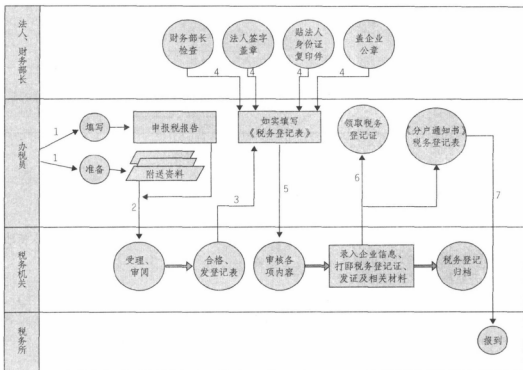 法人、财务部长
财务部长
检查
法人签字
盖章
贴法人
身份证
复印件
盖企业
公章
4
4
4
4
办税员
1
填写
申报税报告
如实填写
《税务登记表》
领取税务
登记证
《分户通知书》
税务登记表
1
准备
附送资料
2
3
5
6
7
税务机关
受理、
审阅
合格、
发登记表
审核各
项内容
录入企业信息、
打印税务登记证、
发证及相关材料
税务登记
归档
税务所
报到